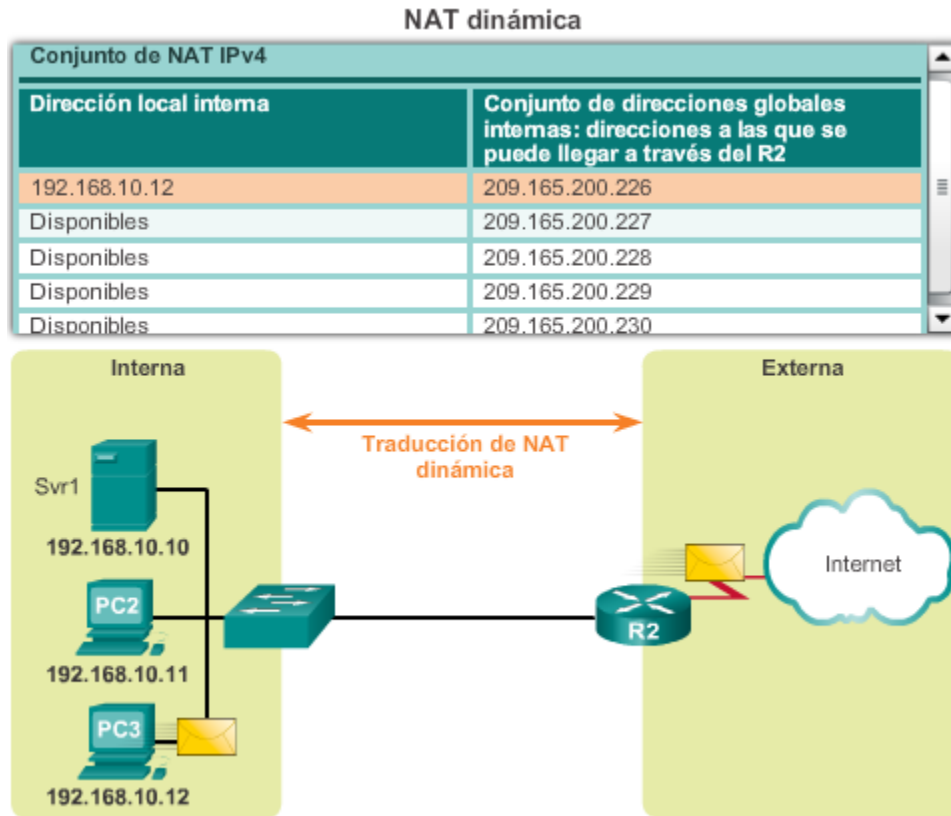 NAT dinámica
Conjunto de NAT IPv4
Dirección local interna
Conjunto de direcciones globales
internas: direcciones a las que se
puede llegar a través del R2
192.168.10.12
209.165.200.226
Disponibles
209.165.200.227
Disponibles
209.165.200.228
Disponibles
209.165.200.229
Disponibles
209.165.200.230
Interna
Externa
Traducción de NAT
dinámica
Svr1
192.168.10.10
Internet
PC2
R2
192.168.10.11
PC3
192.168.10.12